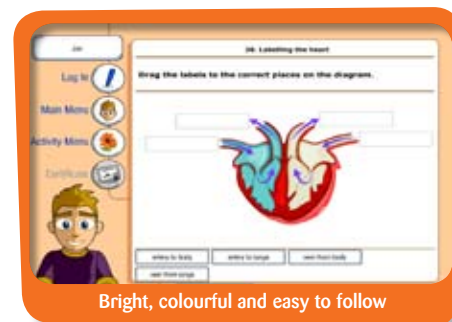 Job
Log In
Main Menu
Activity Menu
Certificate
2b. Labelling the heart
Drag the labels to the correct places on the diagram.
artery to body
artery to lungs
vein from body
vein from lungs
Bright, colourful and easy to follow